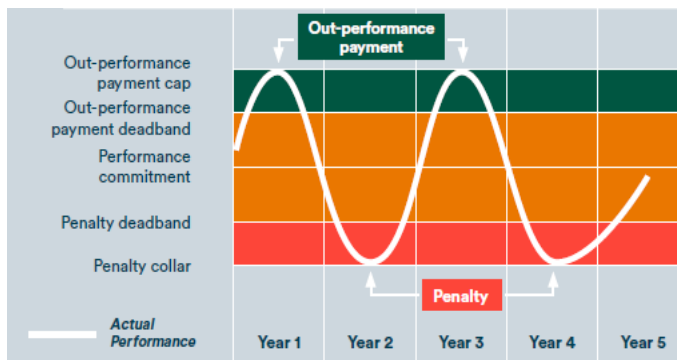 Out-performance
payment
Out-performance
payment cap
Out-performance
payment deadband
Performance
commitment
Penalty deadband
Penalty collar
Penalty
Actual
Performance
Year 1
Year 2
Year 3
Year 4
Year 5